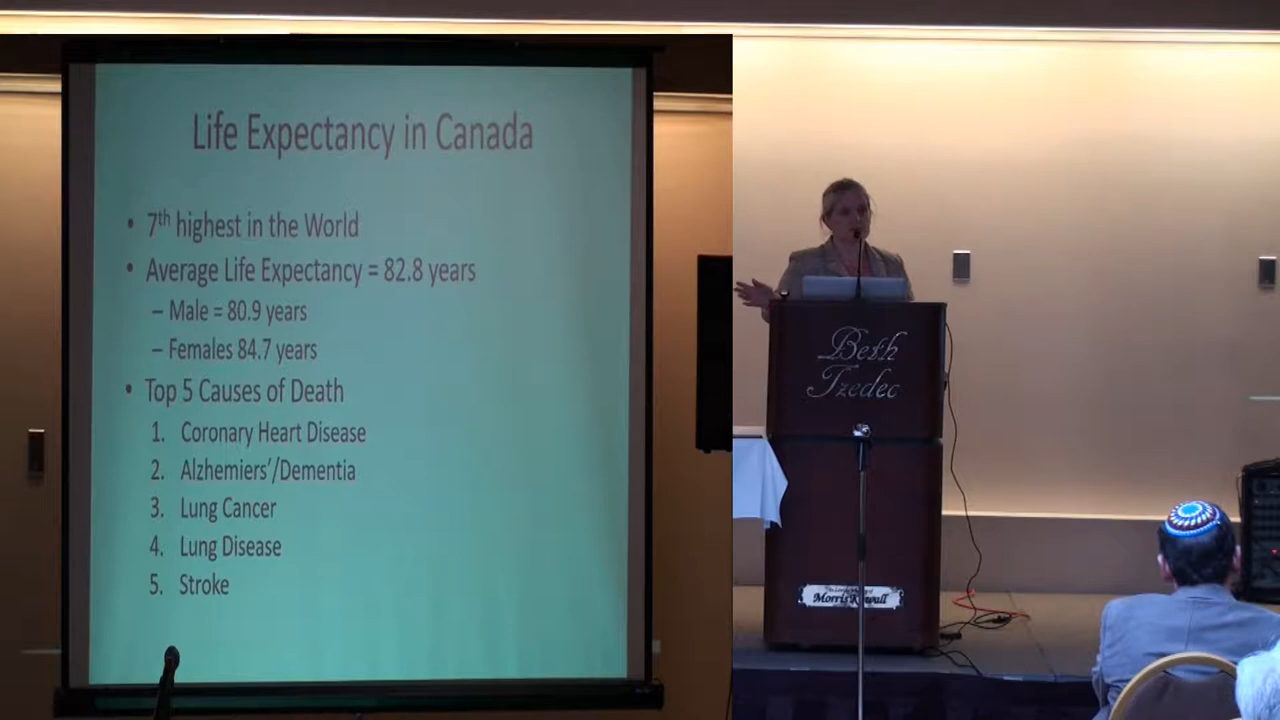 Life Expectancy in Canada
• 7th highest in the World
• Average Life Expectancy = 82.8 years
– Male = 80.9 years
– Females 84.7 years
• Top 5 Causes of Death
1. Coronary Heart Disease
2. Alzhemiers'/Dementia
3. Lung Cancer
4. Lung Disease
5. Stroke
Beth
Tzedec
Morris